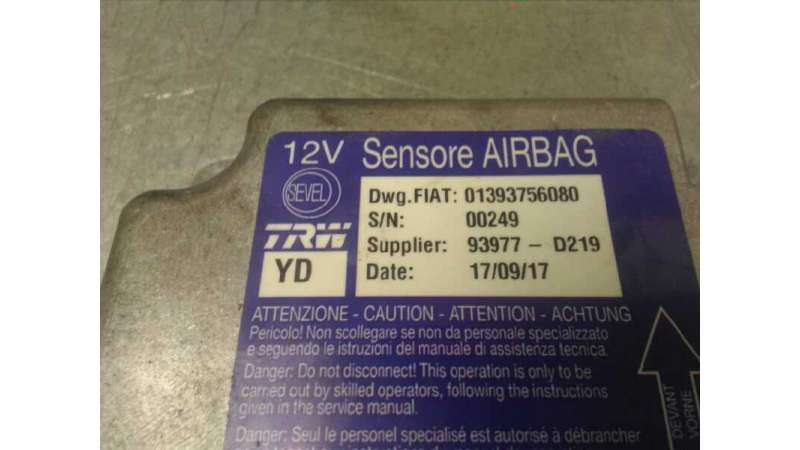 12V Sensore AIRBAG
SEVEL
TRW
YD
Dwg.FIAT: 01393756080
S/N: 00249
Supplier: 93977 - D219
Date: 17/09/17
ATTENZIONE - CAUTION - ATTENTION - ACHTUNG
Pericolo! Non scollegare se non da personale specializzato
e seguendo le istruzioni del manuale di assistenza tecnica.
Danger: Do not disconnect! This operation is only to be
carried out by skilled operators, following the instructions
given in the service manual.
Danger: Seul le personel specialisé est autorisé à débrancher
DEVANT
VORNE